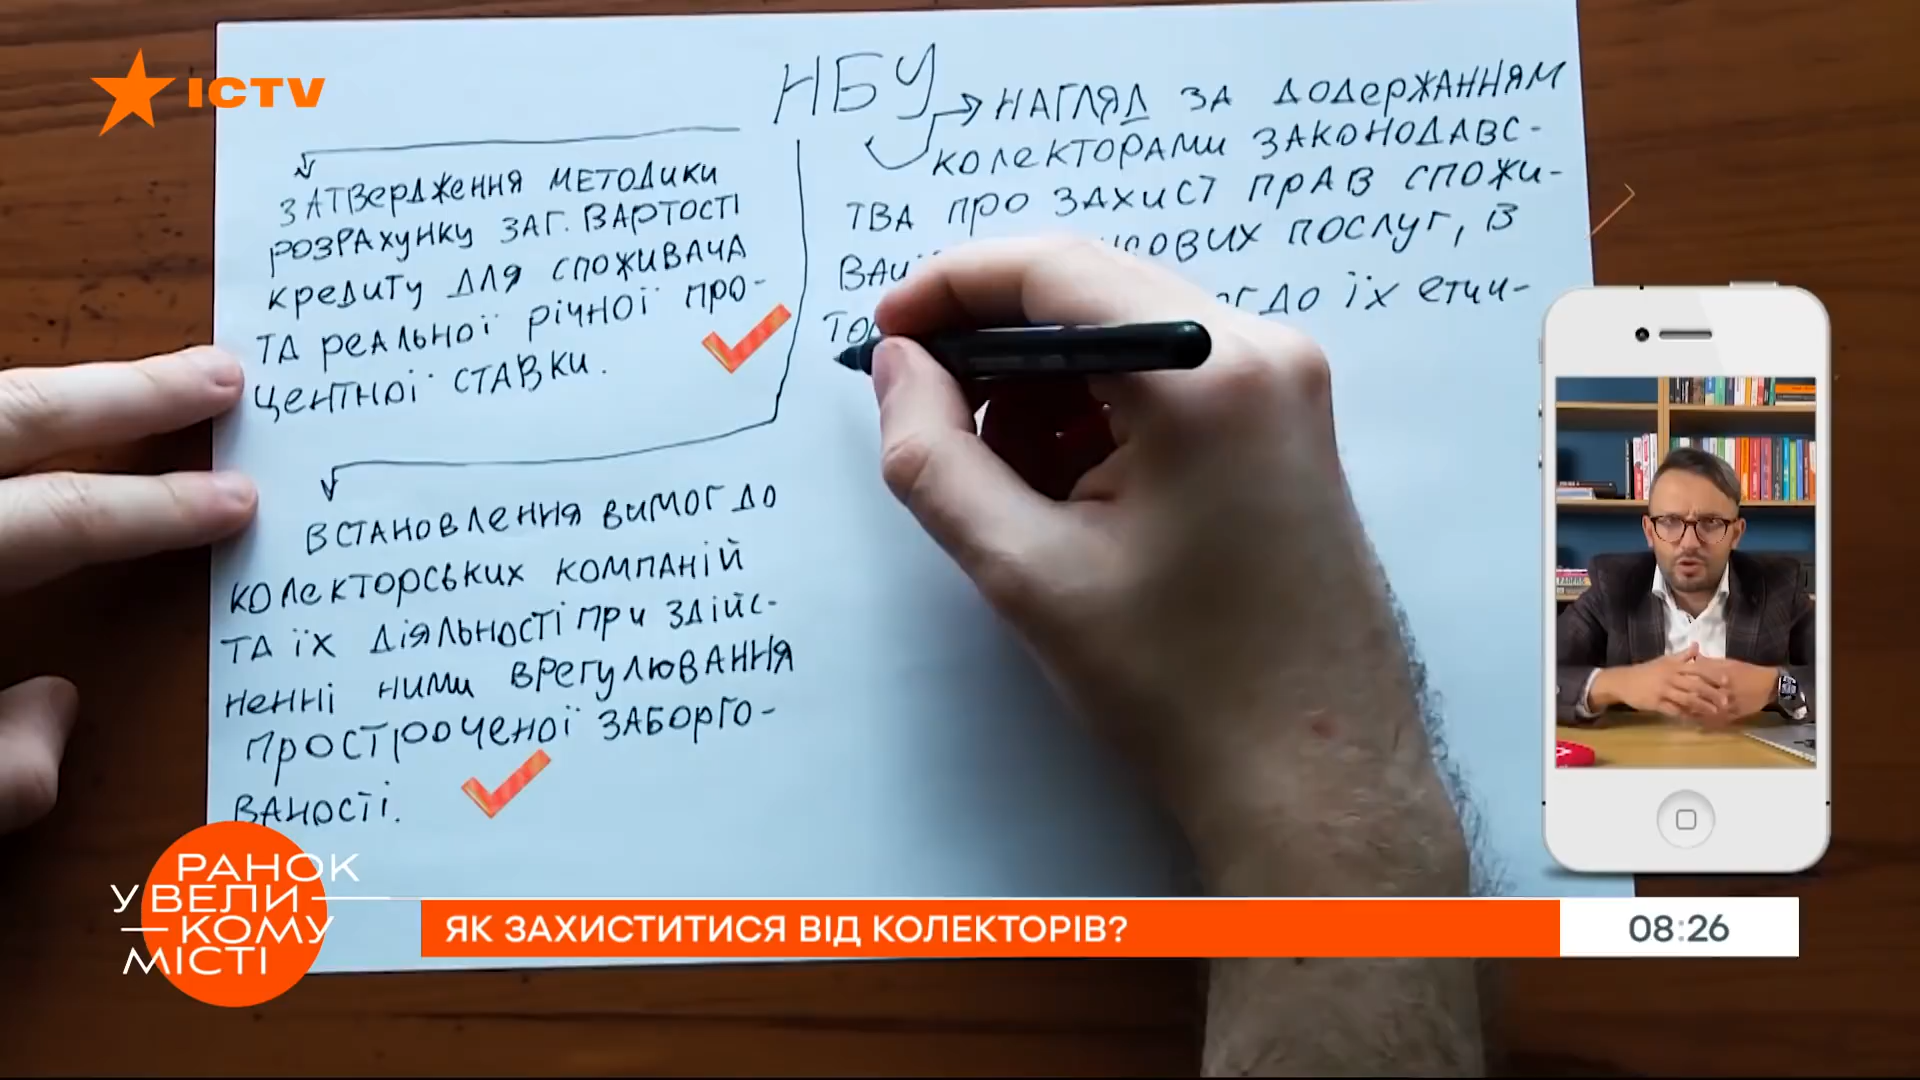 ICTV
НБУ
ЗАТВЕРДЖЕННЯ МЕТОДИКИ
РОЗРАХУНКУ ЗАГ. ВАРТОСТІ
КРЕДИТУ ДЛЯ СПОЖИВАЧА
ТА РЕАЛЬНОЇ РІЧНОЇ ПРО-
ЦЕНТНОЇ СТАВКИ.
НАГЛЯД ЗА ДОДЕРЖАННЯМ
КОЛЕКТОРАМИ ЗАКОНОДАВС-
ТВА ПРО ЗАХИСТ ПРАВ СПОЖИ-
ПОСЛУГ, В
ДО ЇХ ЕТИЧ-
ВСТАНОВЛЕННЯ ВИМОГ ДО
КОЛЕКТОРСЬКИХ КОМПАНІЙ
ТА ЇХ ДІЯЛЬНОСТІ ПРИ ЗДІЙС-
НЕННІ НИМИ ВРЕГУЛЮВАННЯ
ПРОСТРОЧЕНОЇ ЗАБОРГО-
ВАНОСТІ.
РАНОК
У ВЕЛИ—
—КОМУ
МІСТІ
ЯК ЗАХИСТИТИСЯ ВІД КОЛЕКТОРІВ?
08:26